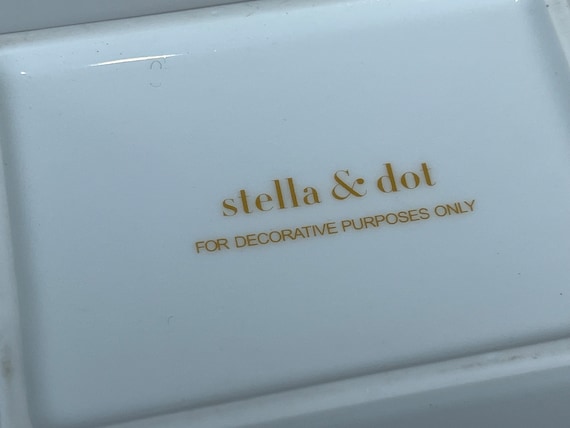 stella & dot
FOR DECORATIVE PURPOSES ONLY